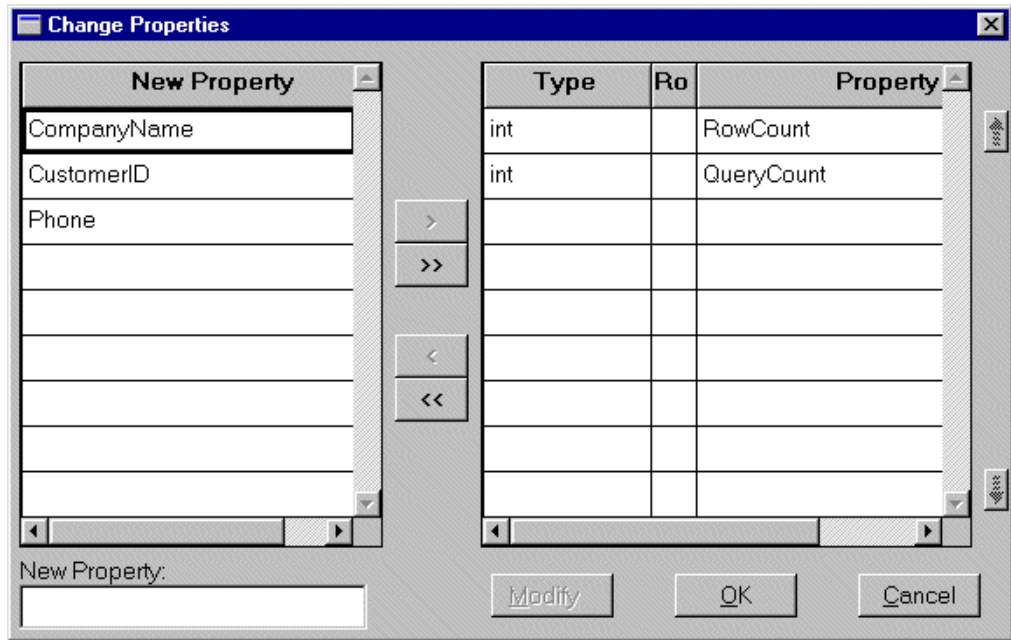 Change Properties
New Property
CompanyName
CustomerID
Phone
>
>>
<
<<
Type Ro Property
int RowCount
int QueryCount
New Property:
Modify OK Cancel